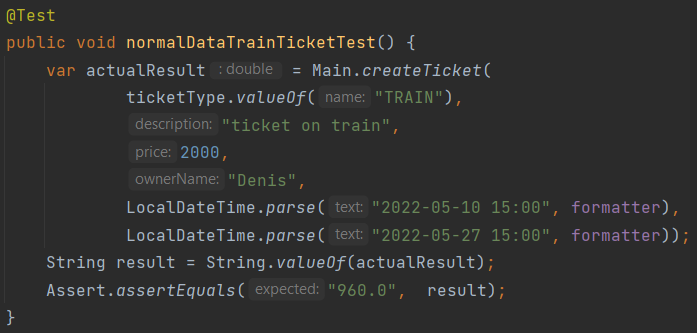 @Test
public void normalDataTrainTicketTest() {
var actualResult : double = Main.createTicket(
ticketType.valueOf( name: "TRAIN"),
description: "ticket on train",
price: 2000,
ownerName: "Denis",
LocalDateTime.parse( text: "2022-05-10 15:00", formatter),
LocalDateTime.parse( text: "2022-05-27 15:00", formatter));
String result = String.valueOf(actualResult);
Assert.assertEquals( expected: "960.0", result);
}